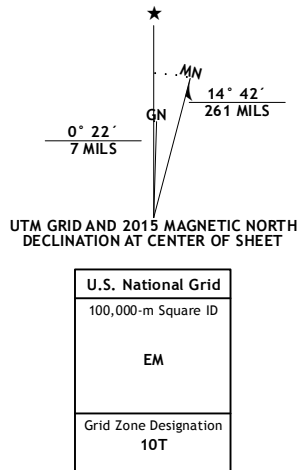 MN
GN
14° 42´
261 MILS
0° 22´
7 MILS
UTM GRID AND 2015 MAGNETIC NORTH
DECLINATION AT CENTER OF SHEET
U.S. National Grid
100,000-m Square ID
EM
Grid Zone Designation
10T